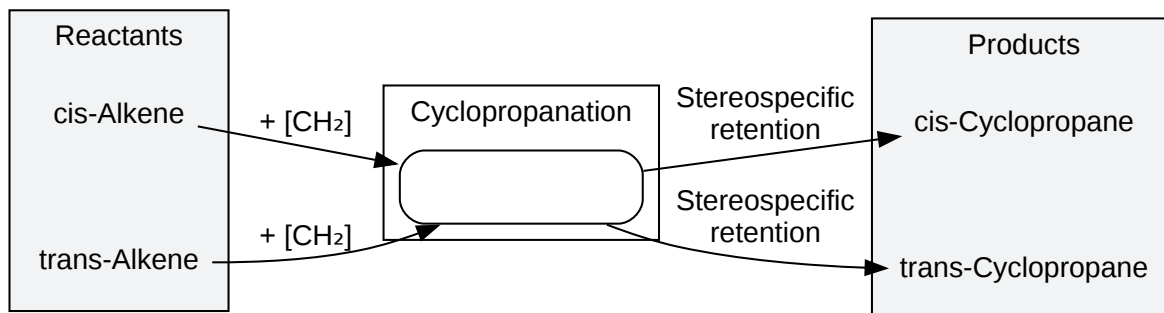 Reactants
cis-Alkene
trans-Alkene
+ [CH₂]
+ [CH₂]
Cyclopropanation
Stereospecific
retention
Stereospecific
retention
Products
cis-Cyclopropane
trans-Cyclopropane